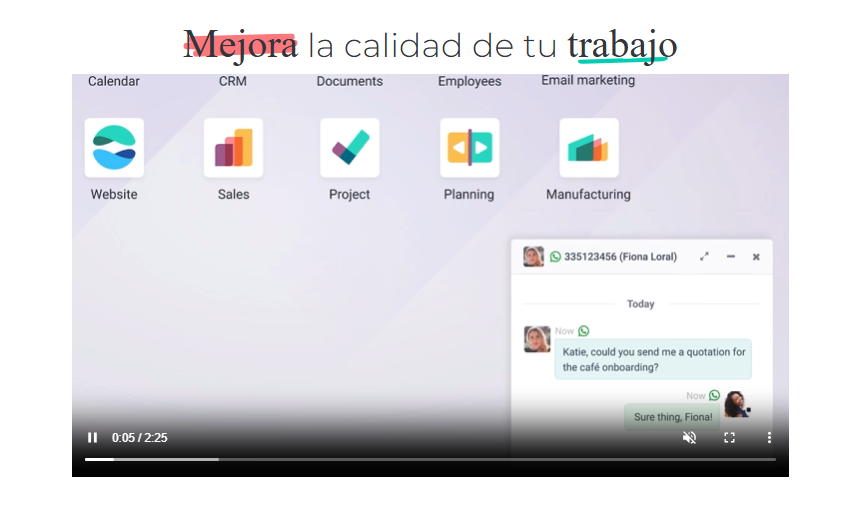 Mejora la calidad de tu trabajo
Calendar CRM Documents Employees Email marketing
Website Sales Project Planning Manufacturing
335123456 (Fiona Loral)
Today
Now
Katie, could you send me a quotation for
the café onboarding?
Now
Sure thing, Fiona!
0:05 / 2:25